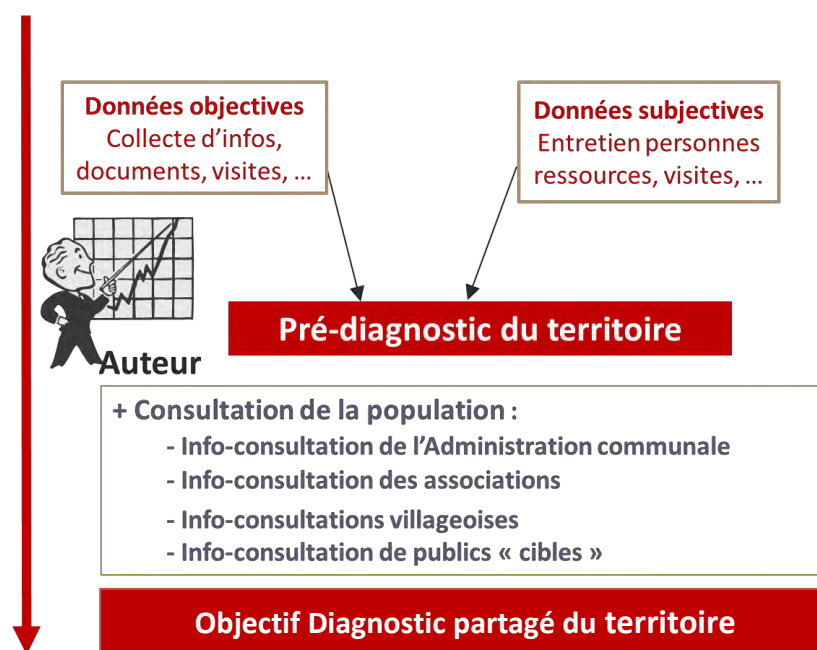 Données objectives
Collecte d'infos,
documents, visites, ...
Données subjectives
Entretien personnes
ressources, visites, ...
Pré-diagnostic du territoire
Auteur
+ Consultation de la population :
- Info-consultation de l'Administration communale
- Info-consultation des associations
- Info-consultations villageoises
- Info-consultation de publics « cibles »
Objectif Diagnostic partagé du territoire